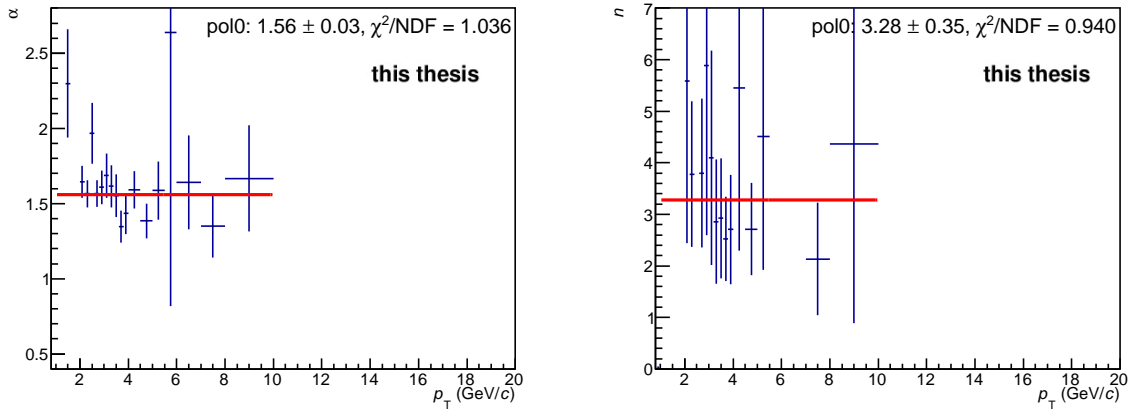 α
pol0: 1.56 ± 0.03, χ²/NDF = 1.036
this thesis
2.5
2
1.5
1
0.5
2 4 6 8 10 12 14 16 18 20
p_T (GeV/c)
n
pol0: 3.28 ± 0.35, χ²/NDF = 0.940
this thesis
7
6
5
4
3
2
1
0
2 4 6 8 10 12 14 16 18 20
p_T (GeV/c)